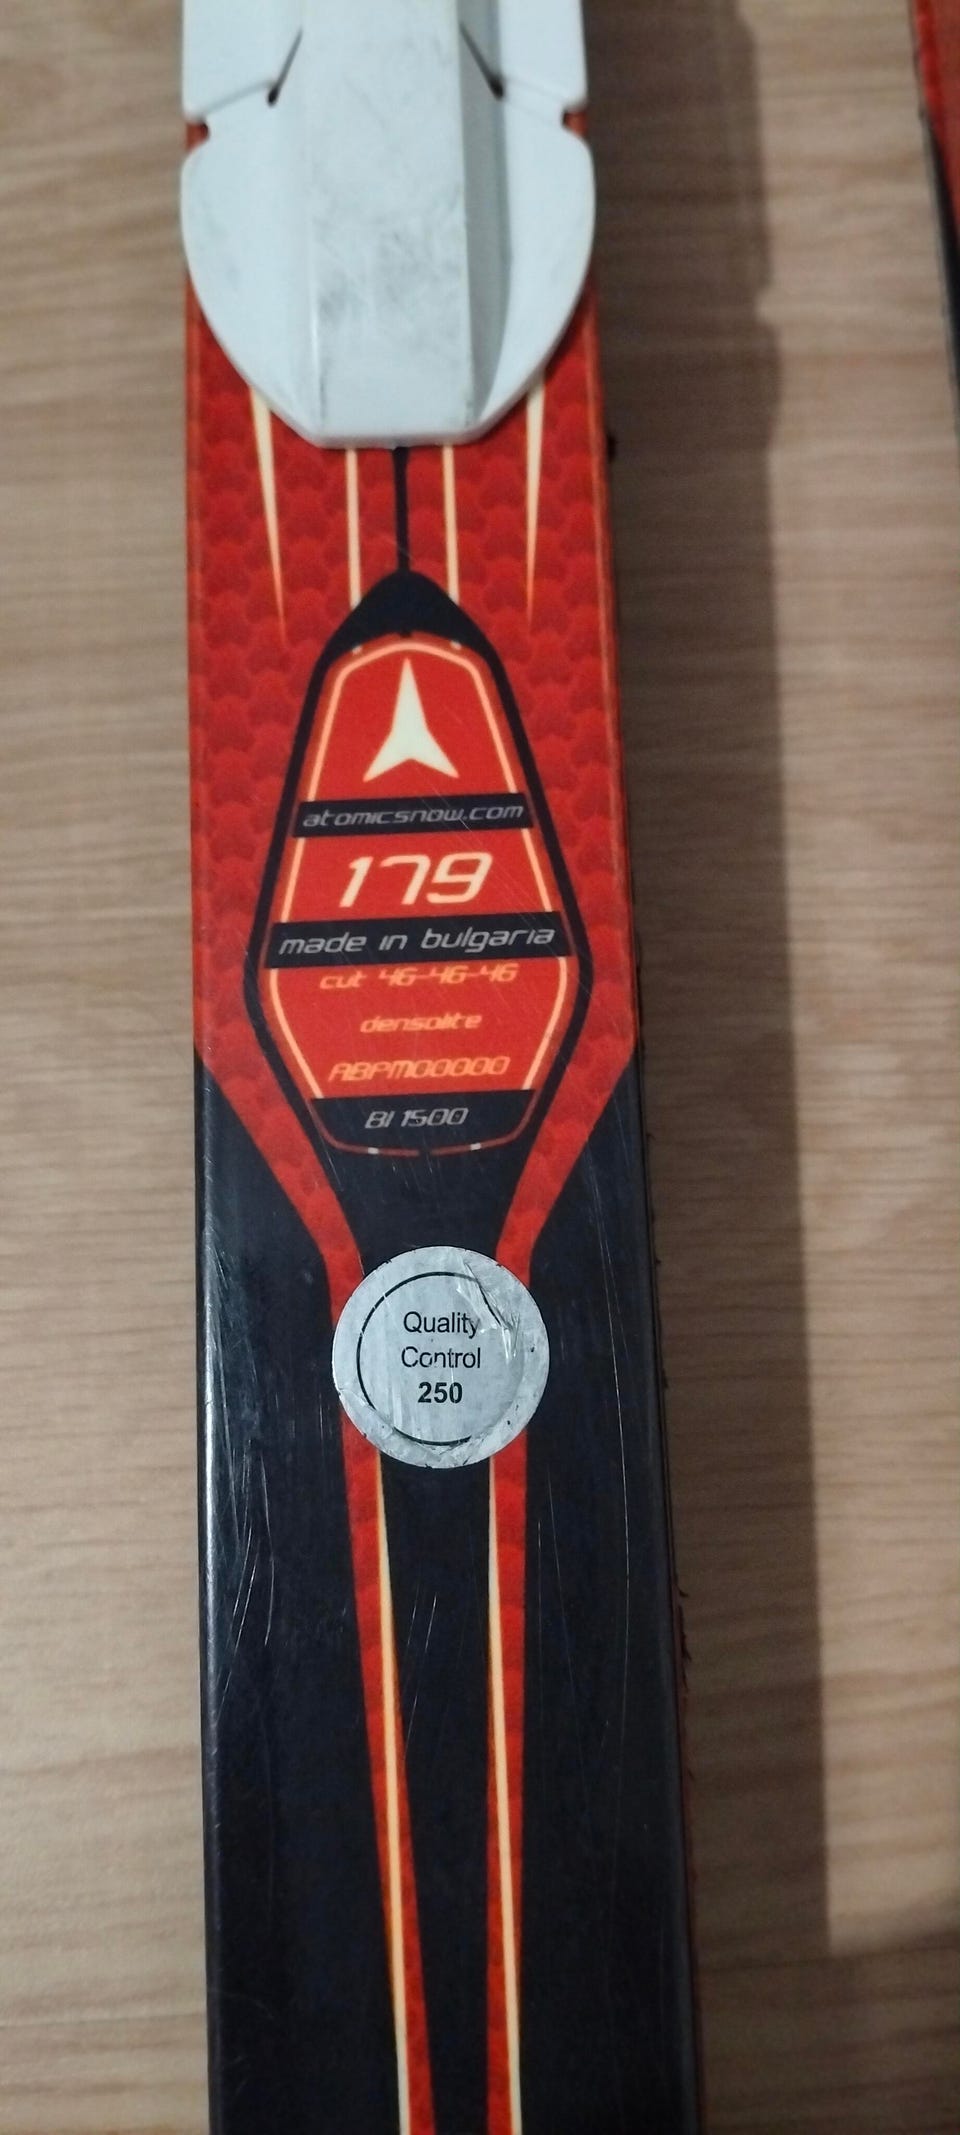 atomicsnow.com
179
made in bulgaria
cut 46-46-46
densolite
ABPM00000
BI 1500
Quality
Control
250